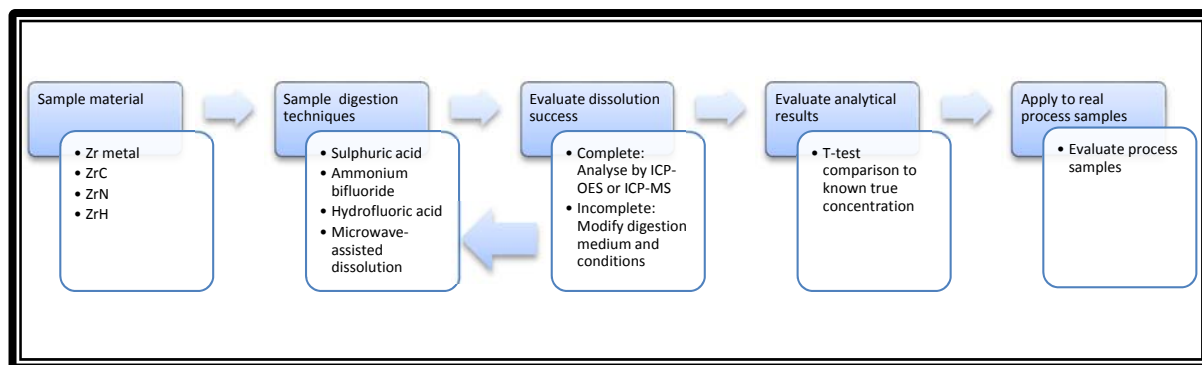 Sample material
• Zr metal
• ZrC
• ZrN
• ZrH
Sample digestion
techniques
• Sulphuric acid
• Ammonium
bifluoride
• Hydrofluoric acid
• Microwave-
assisted
dissolution
Evaluate dissolution
success
• Complete:
Analyse by ICP-
OES or ICP-MS
• Incomplete:
Modify digestion
medium and
conditions
Evaluate analytical
results
• T-test
comparison to
known true
concentration
Apply to real
process samples
• Evaluate process
samples